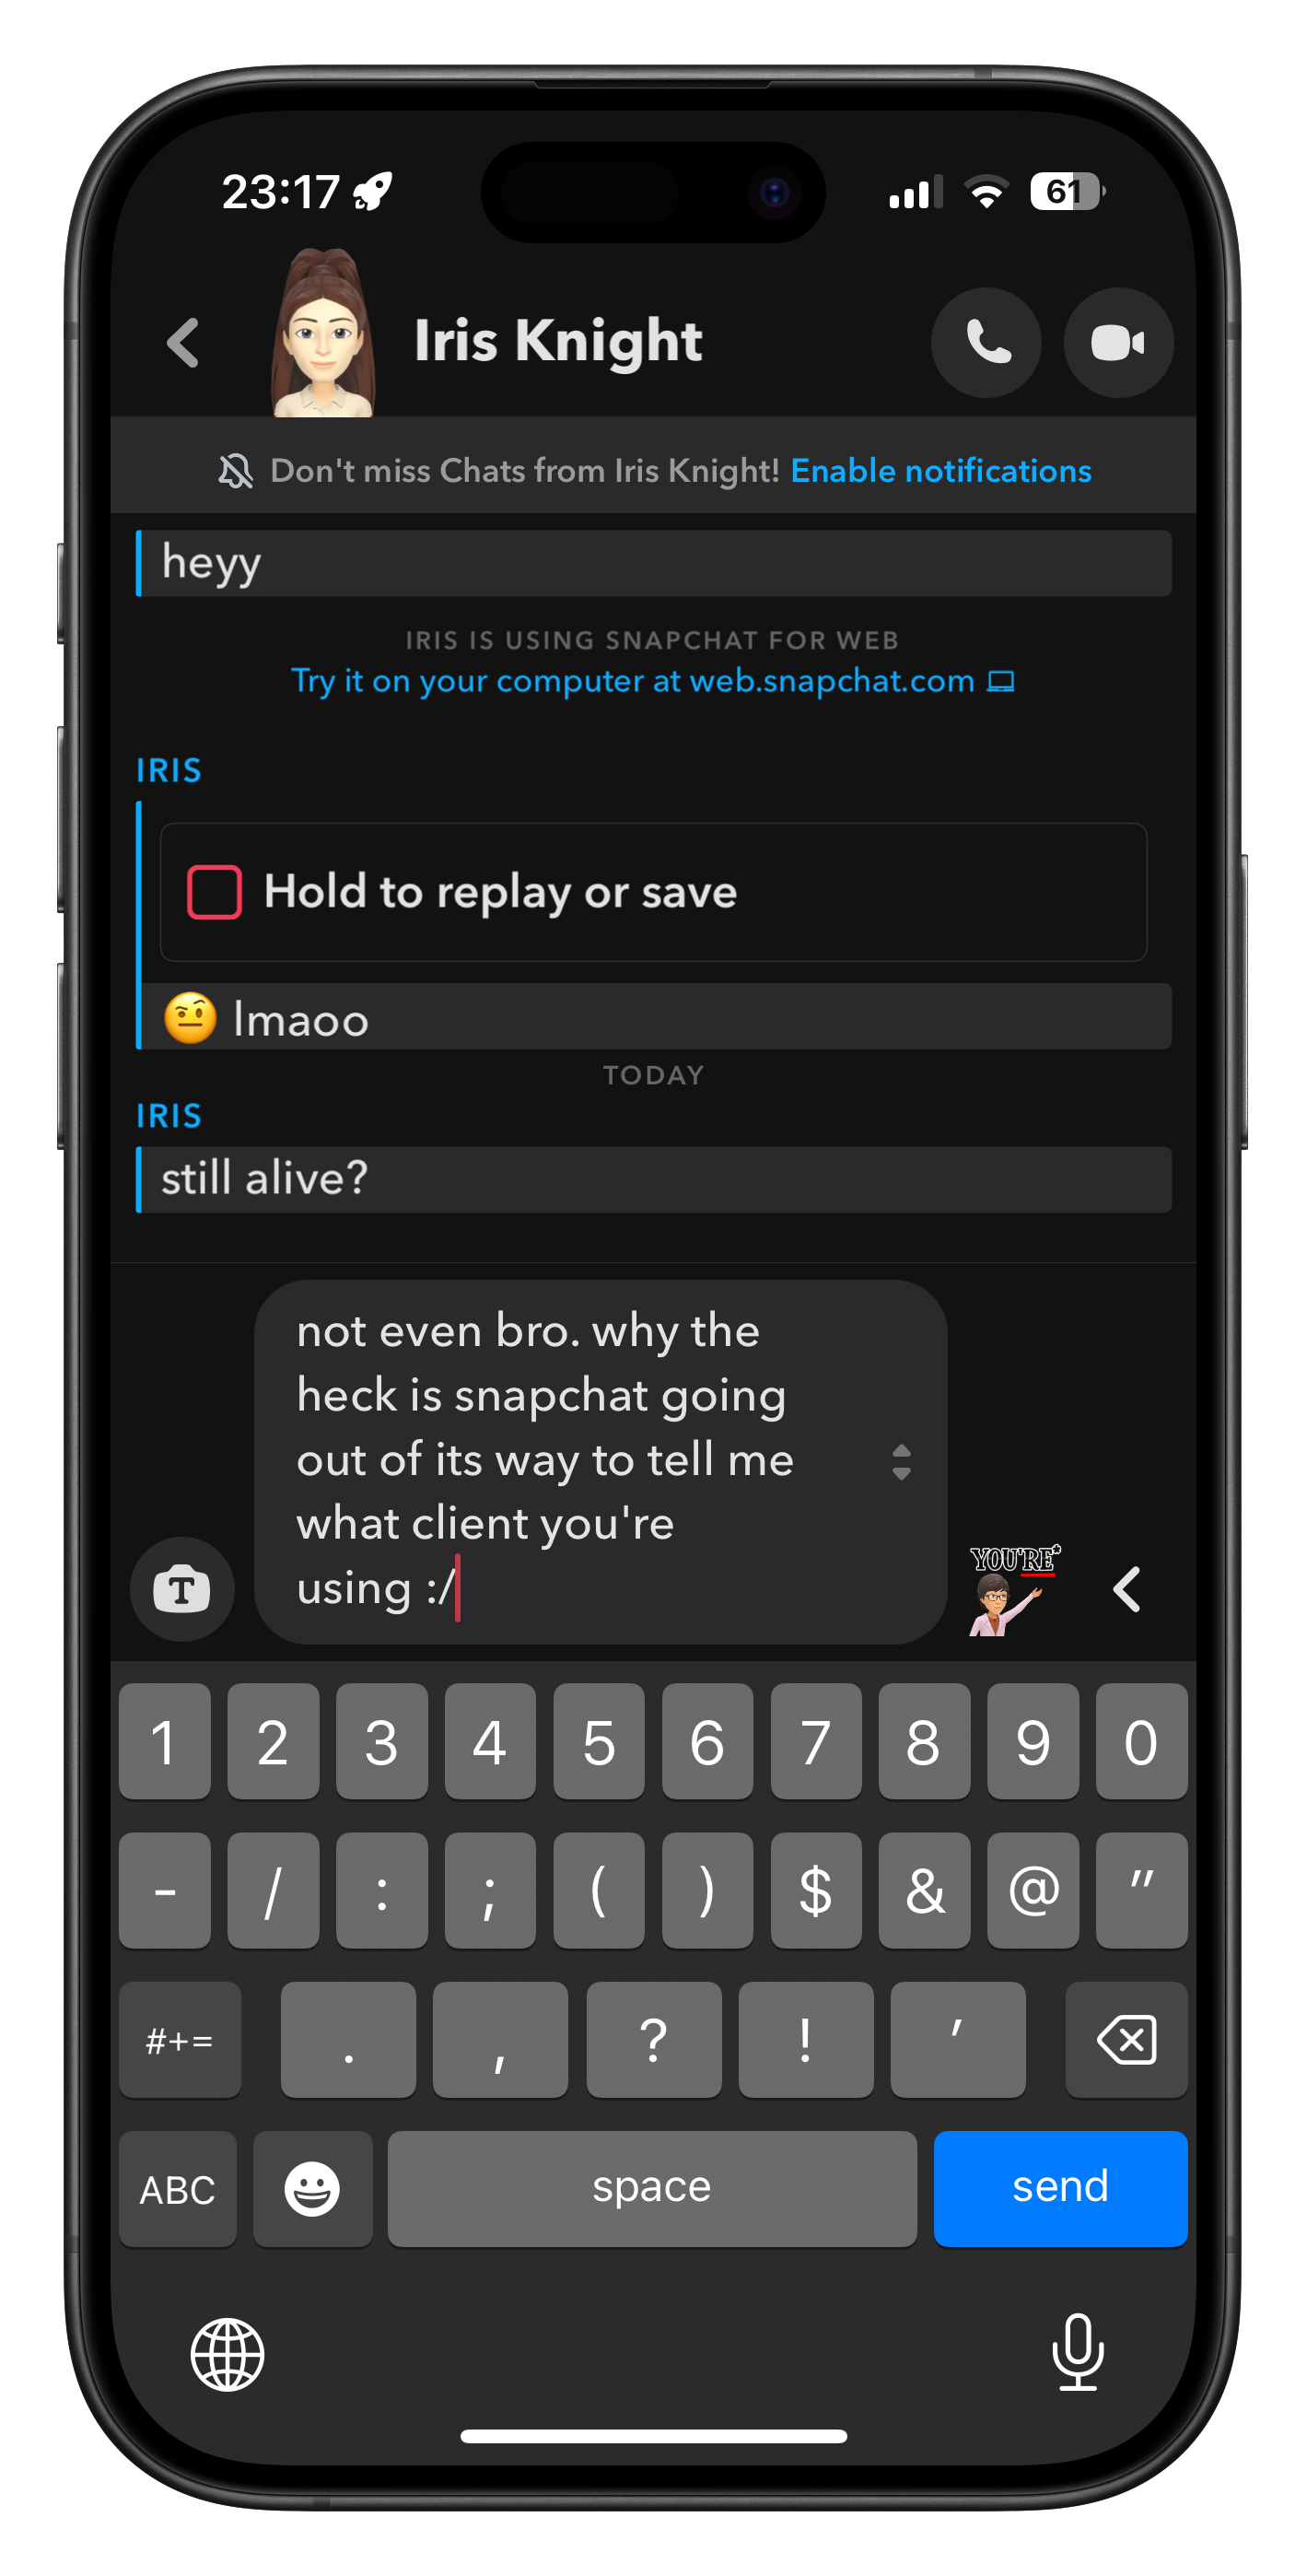 23:17
61
Iris Knight
Don't miss Chats from Iris Knight! Enable notifications
heyy
IRIS IS USING SNAPCHAT FOR WEB
Try it on your computer at web.snapchat.com
IRIS
Hold to replay or save
🤨 lmaoo
TODAY
IRIS
still alive?
not even bro. why the
heck is snapchat going
out of its way to tell me
what client you're
using :/
YOU'RE*
T
1 2 3 4 5 6 7 8 9 0
- / : ; ( ) $ & @ "
#+= . , ? ! '
ABC space send